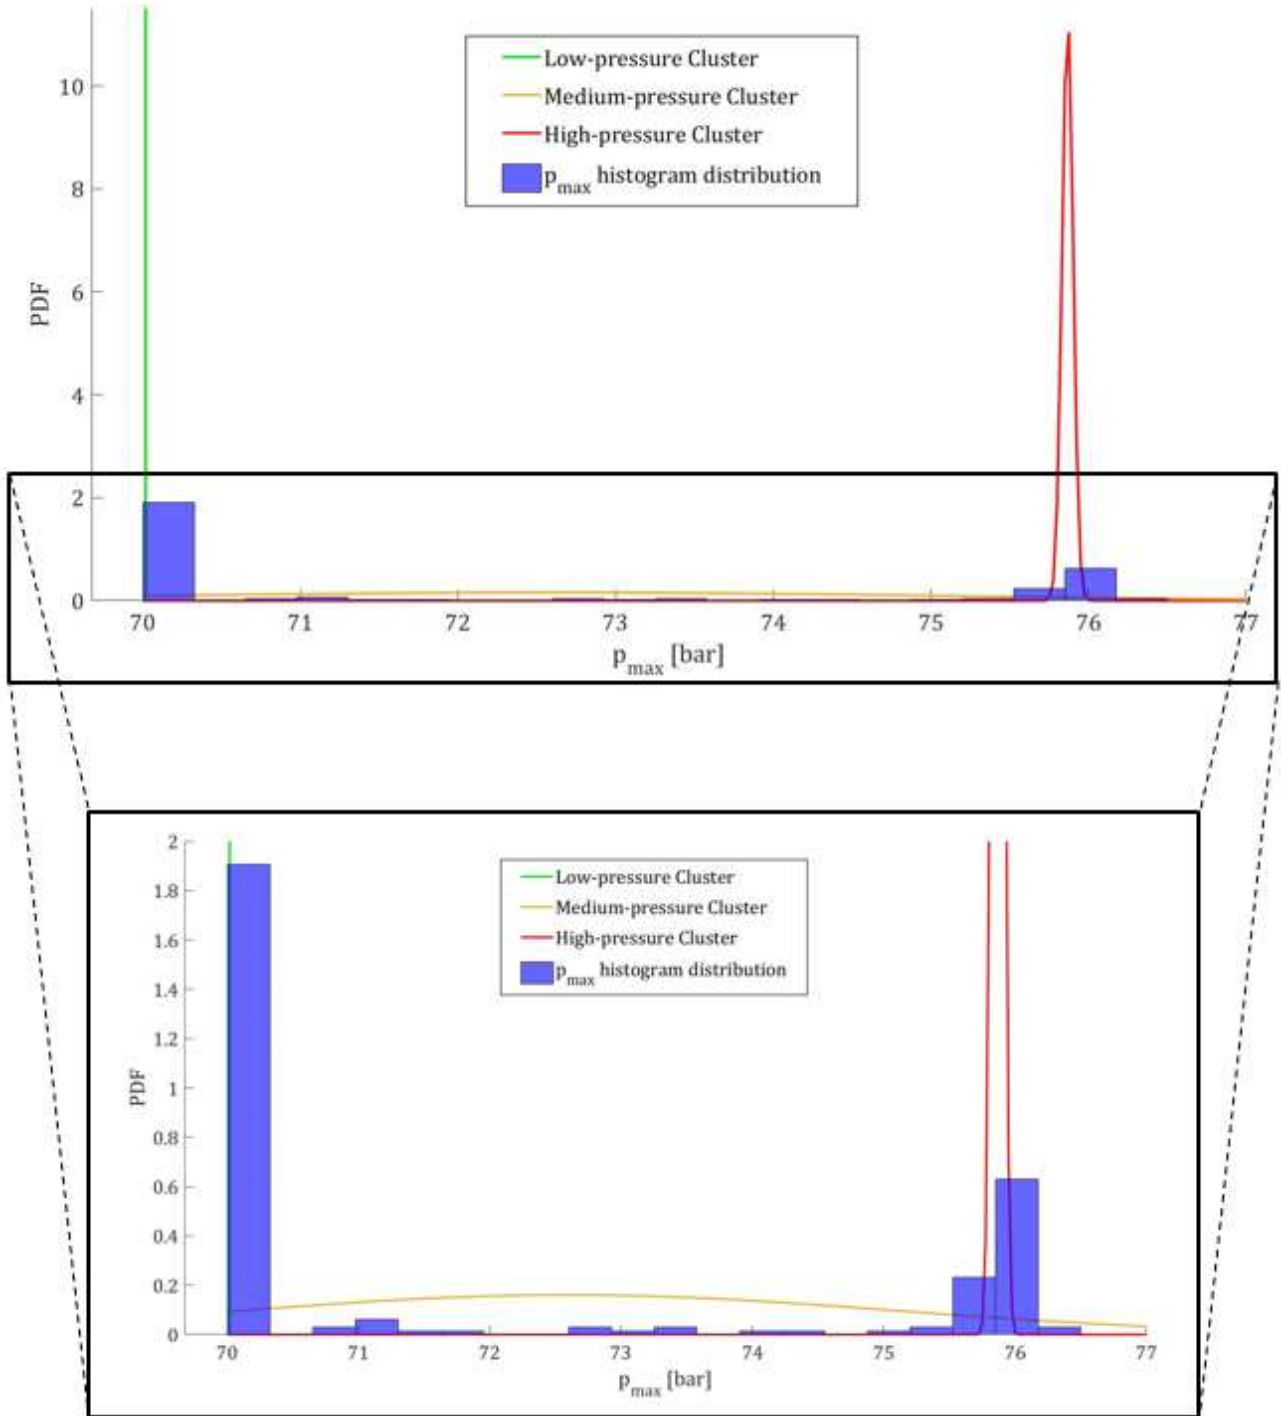 Low-pressure Cluster
Medium-pressure Cluster
High-pressure Cluster
p_max histogram distribution
PDF
10
8
6
4
2
0
70 71 72 73 74 75 76 77
p_max [bar]
Low-pressure Cluster
Medium-pressure Cluster
High-pressure Cluster
p_max histogram distribution
PDF
2
1.8
1.6
1.4
1.2
1
0.8
0.6
0.4
0.2
0
70 71 72 73 74 75 76 77
p_max [bar]